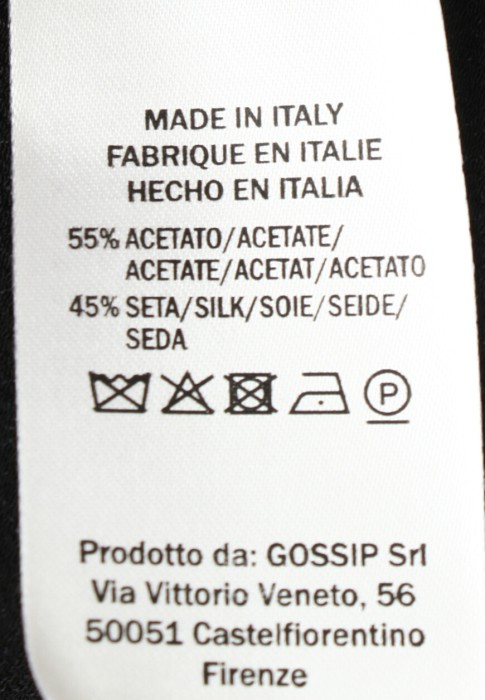 MADE IN ITALY
FABRIQUE EN ITALIE
HECHO EN ITALIA
55% ACETATO/ACETATE/
ACETATE/ACETAT/ACETATO
45% SETA/SILK/SOIE/SEIDE/
SEDA
P
Prodotto da: GOSSIP Srl
Via Vittorio Veneto, 56
50051 Castelfiorentino
Firenze